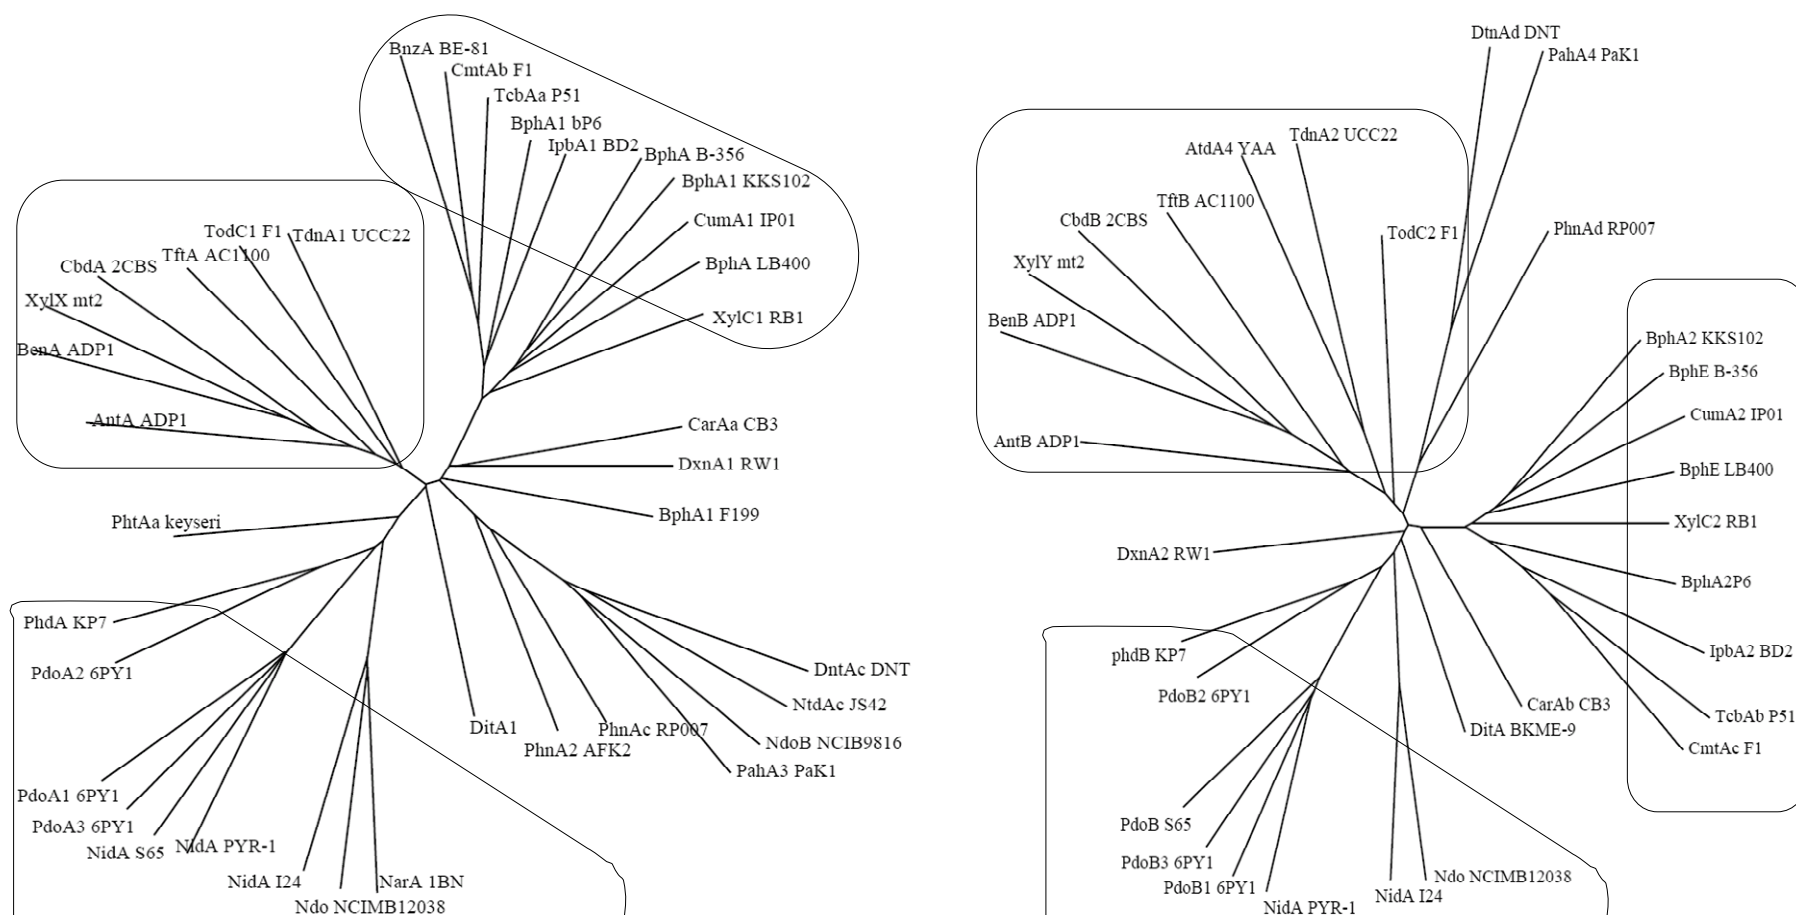 BnzA BE-81
CmtAb F1
TcbAa P51
BphA1 bP6
IpbA1 BD2
BphA B-356
BphA1 KKS102
CumA1 IP01
BphA LB400
XylC1 RB1
TodC1 F1
TdnA1 UCC22
TftA AC1100
CbdA 2CBS
XylX mt2
BenA ADP1
AntA ADP1
CarAa CB3
DxnA1 RW1
BphA1 F199
PhtAa keyseri
PhdA KP7
PdoA2 6PY1
PdoA1 6PY1
PdoA3 6PY1
NidA S65
NidA PYR-1
NidA I24
NarA 1BN
Ndo NCIMB12038
DitA1
PhnA2 AFK2
PhnAc RP007
DntAc DNT
NtdAc JS42
NdoB NCIB9816
PahA3 PaK1
DtnAd DNT
PahA4 PaK1
TdnA2 UCC22
AtdA4 YAA
TftB AC1100
CbdB 2CBS
TodC2 F1
PhnAd RP007
XylY mt2
BenB ADP1
AntB ADP1
BphA2 KKS102
BphE B-356
CumA2 IP01
BphE LB400
XylC2 RB1
BphA2P6
IpbA2 BD2
TcbAb P51
CmtAc F1
DxnA2 RW1
phdB KP7
PdoB2 6PY1
CarAb CB3
DitA BKME-9
PdoB S65
PdoB3 6PY1
PdoB1 6PY1
NidA PYR-1
NidA I24
Ndo NCIMB12038